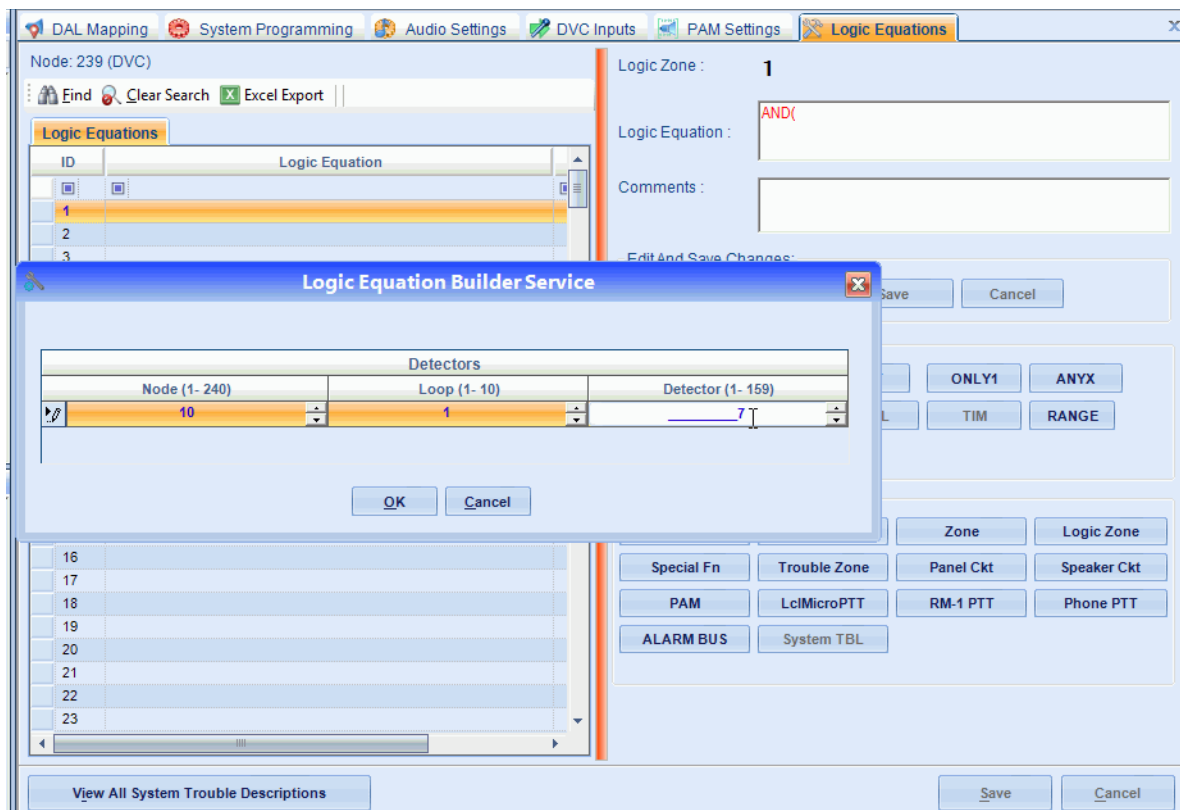 DAL Mapping System Programming Audio Settings DVC Inputs PAM Settings Logic Equations X
Node: 239 (DVC)
Find Clear Search Excel Export
Logic Equations
ID Logic Equation
1
2
3
16
17
18
19
20
21
22
23
View All System Trouble Descriptions
Logic Zone : 1
Logic Equation : AND(
Comments :
Edit And Save Changes:
Save Cancel
ONLY1 ANYX
TIM RANGE
Zone Logic Zone
Special Fn Trouble Zone Panel Ckt Speaker Ckt
PAM LclMicroPTT RM-1 PTT Phone PTT
ALARM BUS System TBL
Save Cancel
Logic Equation Builder Service
Detectors
Node (1- 240) Loop (1- 10) Detector (1- 159)
10 1 7
OK Cancel